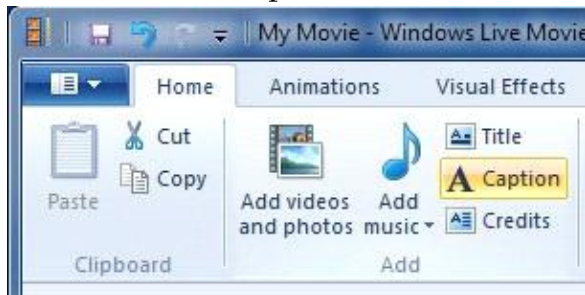 My Movie - Windows Live Movie
Home Animations Visual Effects
Paste
Cut
Copy
Clipboard
Add videos
and photos
Add
music
Title
Caption
Credits
Add